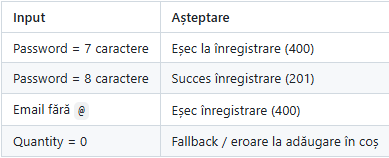 Input Așteptare
Password = 7 caractere Eșec la înregistrare (400)
Password = 8 caractere Succes înregistrare (201)
Email fără @ Eșec înregistrare (400)
Quantity = 0 Fallback / eroare la adăugare în coș